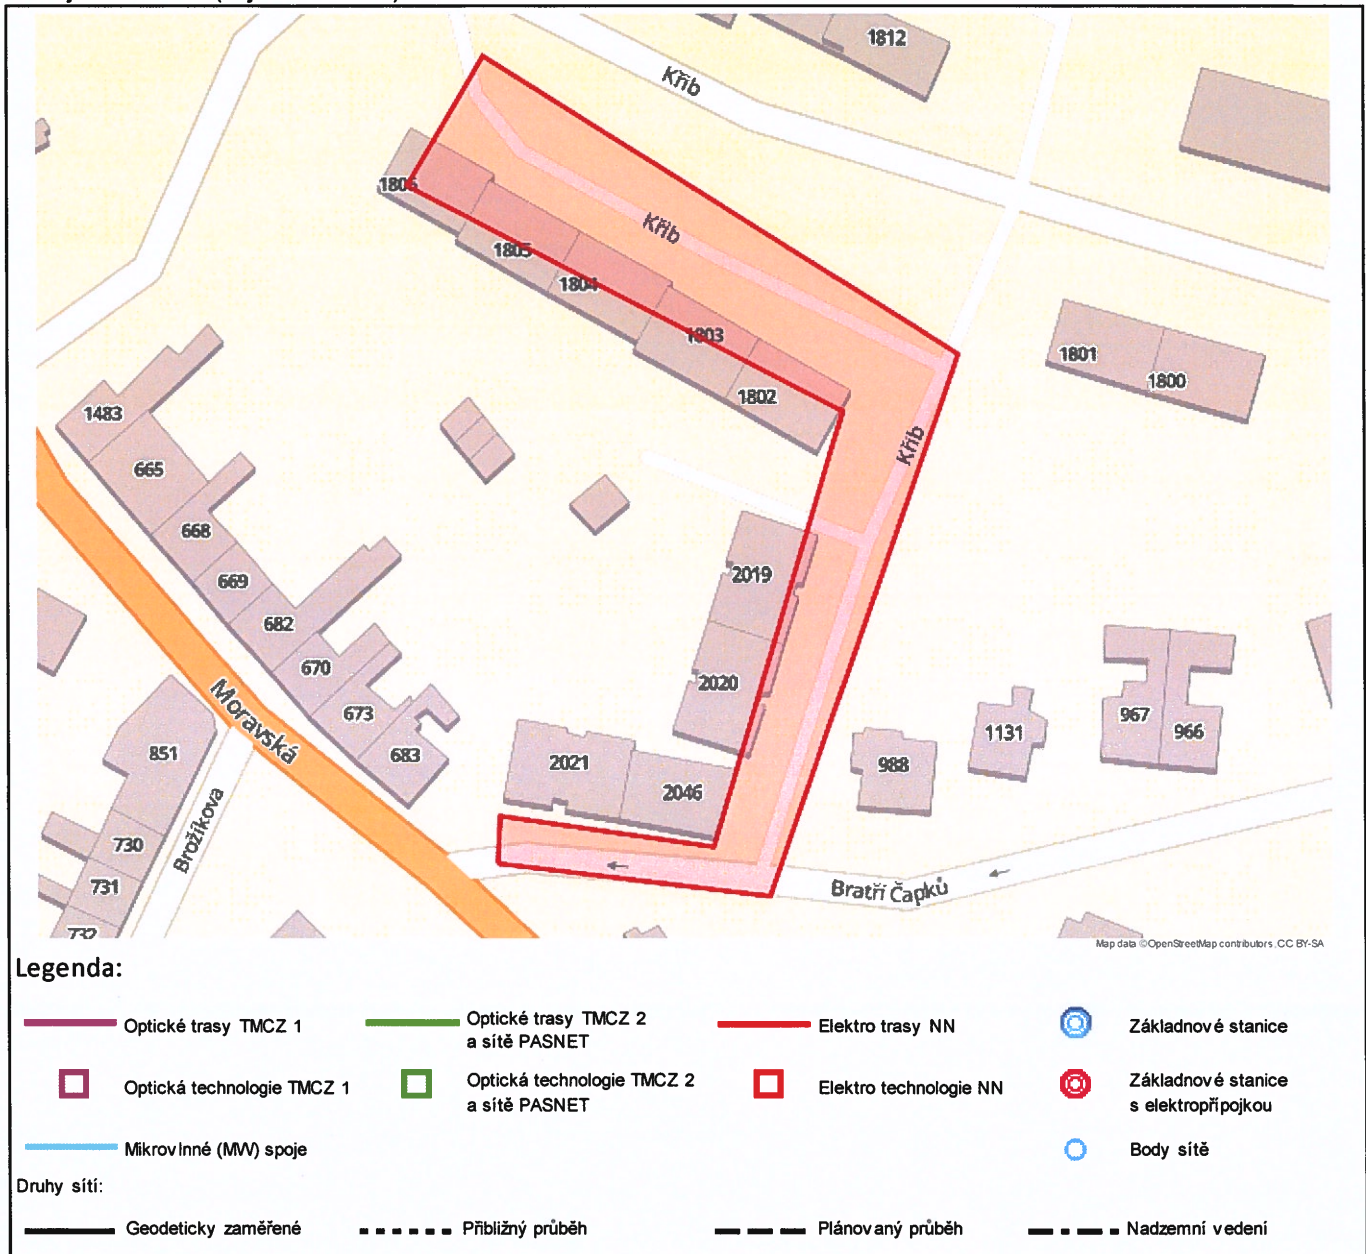 1812
Křib
1806
Křib
1805
1804
1803
1801
1800
1802
1483
Křib
665
668
2019
669
682
670
2020
673
Moravská
967
1131
966
683
851
2021
988
2046
Brožíkova
730
731
Bratří Čapků
732
Map data ©OpenStreetMap contributors, CC BY-SA
Legenda:
Optické trasy TMCZ 1
Optické trasy TMCZ 2
a sítě PASNET
Elektro trasy NN
Základnové stanice
Optická technologie TMCZ 1
Optická technologie TMCZ 2
a sítě PASNET
Elektro technologie NN
Základnové stanice
s elektropřípojkou
Mikrovlnné (MW) spoje
Body sítě
Druhy sítí:
Geodeticky zaměřené
Přibližný průběh
Plánovaný průběh
Nadzemní vedení